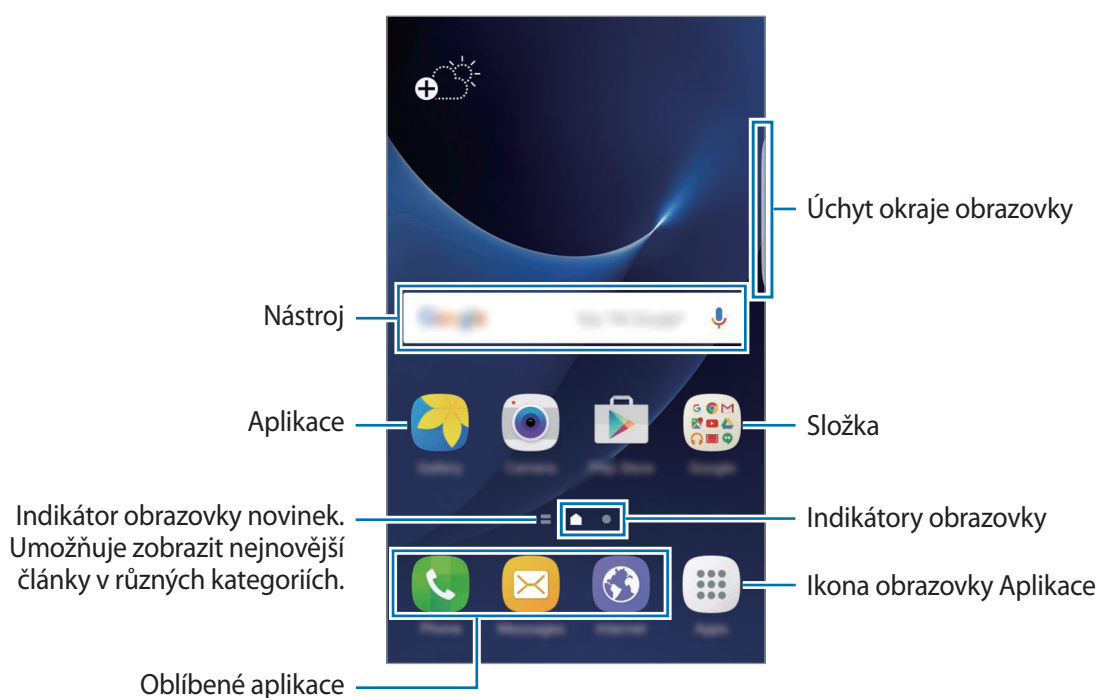 Úchyt okraje obrazovky
Nástroj
Aplikace
Složka
Indikátor obrazovky novinek.
Umožňuje zobrazit nejnovější
články v různých kategoriích.
Indikátory obrazovky
Ikona obrazovky Aplikace
Oblíbené aplikace